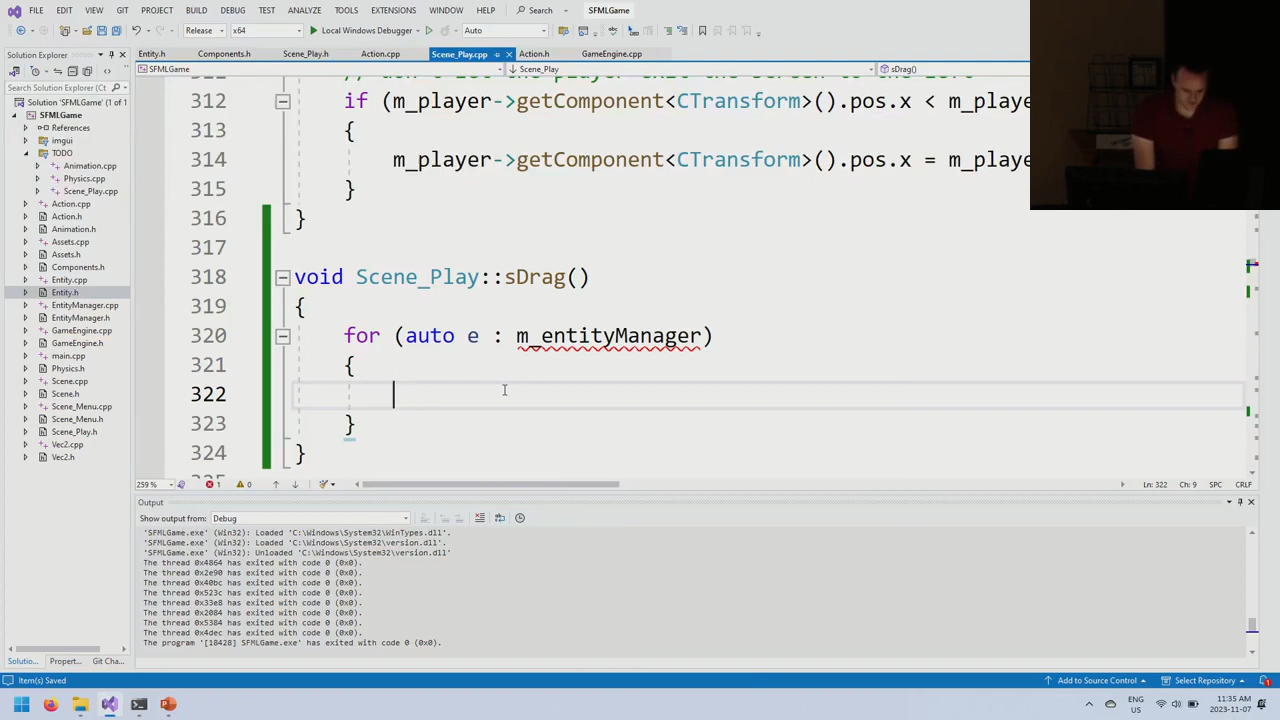 FILE EDIT VIEW GIT PROJECT BUILD DEBUG TEST ANALYZE TOOLS EXTENSIONS WINDOW HELP Search SFMLGame
Release x64 Local Windows Debugger Auto
Solution Explorer
Entity.h Components.h Scene_Play.h Action.cpp Scene_Play.cpp Action.h GameEngine.cpp
SFMLGame Scene_Play sDrag()
Search Solution Explorer (Ct
Solution 'SFMLGame' (1 of 1
SFMLGame
References
imgui
TODO
Animation.cpp
Physics.cpp
Scene_Play.cpp
Action.cpp
Action.h
Animation.h
Assets.cpp
Assets.h
Components.h
Entity.cpp
Entity.h
EntityManager.cpp
EntityManager.h
GameEngine.cpp
GameEngine.h
main.cpp
Physics.h
Scene.cpp
Scene.h
Scene_Menu.cpp
Scene_Menu.h
Scene_Play.h
Vec2.cpp
Vec2.h
Soluti... Propert... Git Cha...
312 if (m_player->getComponent<CTransform>().pos.x < m_playe
313 {
314 m_player->getComponent<CTransform>().pos.x = m_playe
315 }
316 }
317
318 void Scene_Play::sDrag()
319 {
320 for (auto e : m_entityManager)
321 {
322
323 }
324 }
259 % 1 0 Ln: 322 Ch: 9 SPC CRLF
Output
Show output from: Debug
'SFMLGame.exe' (Win32): Loaded 'C:\Windows\System32\WinTypes.dll'.
'SFMLGame.exe' (Win32): Loaded 'C:\Windows\System32\version.dll'.
'SFMLGame.exe' (Win32): Unloaded 'C:\Windows\System32\version.dll'
The thread 0x4864 has exited with code 0 (0x0).
The thread 0x2e90 has exited with code 0 (0x0).
The thread 0x40bc has exited with code 0 (0x0).
The thread 0x523c has exited with code 0 (0x0).
The thread 0x33e8 has exited with code 0 (0x0).
The thread 0x2084 has exited with code 0 (0x0).
The thread 0x5384 has exited with code 0 (0x0).
The thread 0x4dec has exited with code 0 (0x0).
The program '[18428] SFMLGame.exe' has exited with code 0 (0x0).
Item(s) Saved Add to Source Control Select Repository 1
ENG
US
11:35 AM
2023-11-07